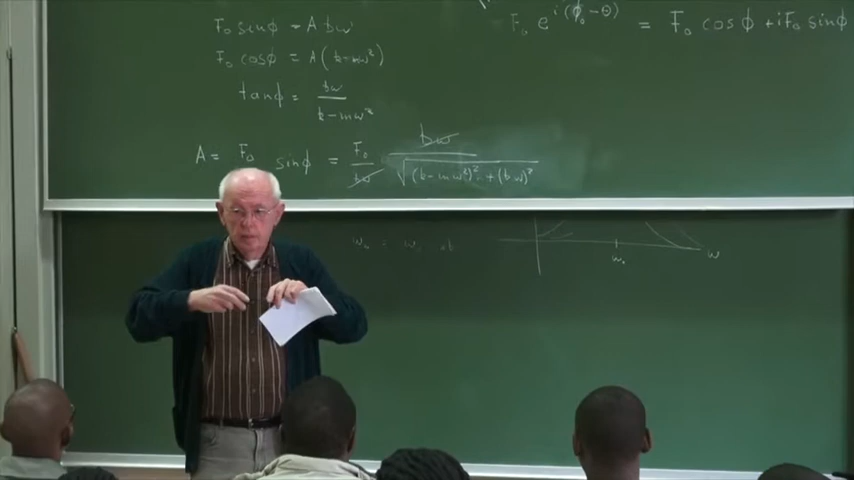 F₀ sinϕ = A bω
F₀ cosϕ = A(k-mω²)
tanϕ = bω / k-mω²
A = F₀ / sinϕ = F₀ / bω bω / √(k-mω²)² + (bω)²
F₀ e^{i(ϕ-θ)} = F₀ cosϕ + iF₀ sinϕ
ω